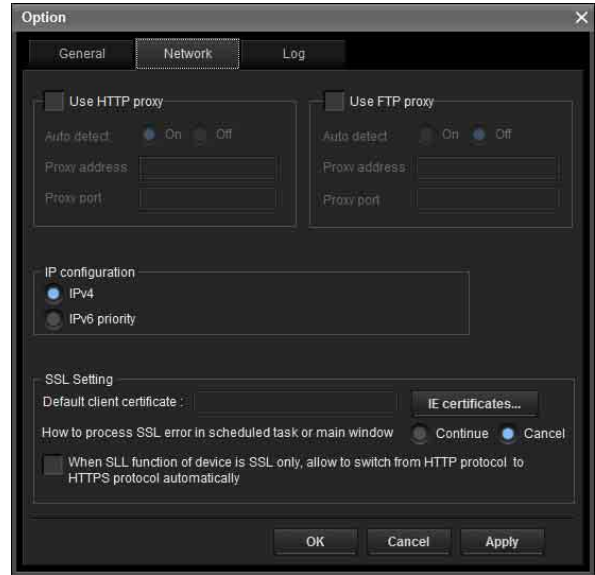 Option
General Network Log
Use HTTP proxy
Auto detect On Off
Proxy address
Proxy port
Use FTP proxy
Auto detect On Off
Proxy address
Proxy port
IP configuration
IPv4
IPv6 priority
SSL Setting
Default client certificate : IE certificates...
How to process SSL error in scheduled task or main window Continue Cancel
When SLL function of device is SSL only, allow to switch from HTTP protocol to
HTTPS protocol automatically
OK Cancel Apply